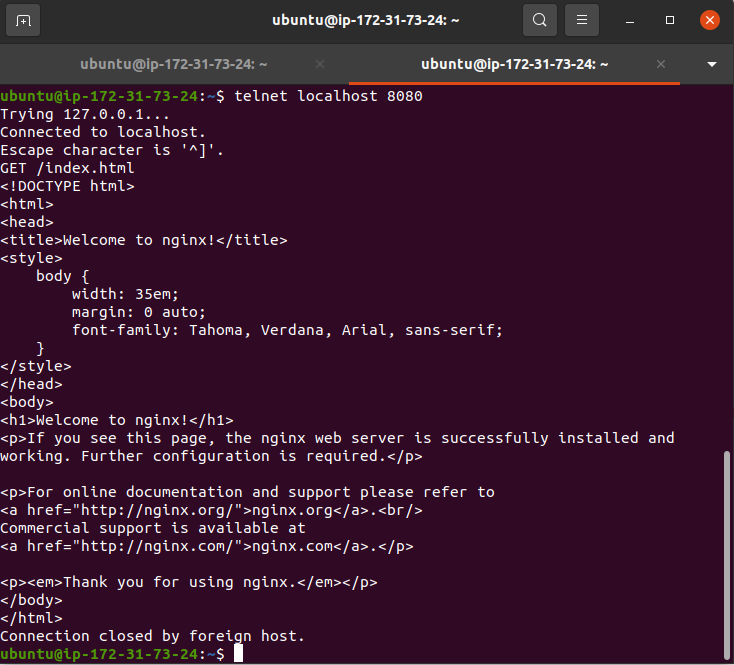 ubuntu@ip-172-31-73-24: ~
ubuntu@ip-172-31-73-24: ~
ubuntu@ip-172-31-73-24: ~
ubuntu@ip-172-31-73-24:~$ telnet localhost 8080
Trying 127.0.0.1...
Connected to localhost.
Escape character is '^]'.
GET /index.html
<!DOCTYPE html>
<html>
<head>
<title>Welcome to nginx!</title>
<style>
    body {
        width: 35em;
        margin: 0 auto;
        font-family: Tahoma, Verdana, Arial, sans-serif;
    }
</style>
</head>
<body>
<h1>Welcome to nginx!</h1>
<p>If you see this page, the nginx web server is successfully installed and
working. Further configuration is required.</p>

<p>For online documentation and support please refer to
<a href="http://nginx.org/">nginx.org</a>.<br/>
Commercial support is available at
<a href="http://nginx.com/">nginx.com</a>.</p>

<p><em>Thank you for using nginx.</em></p>
</body>
</html>
Connection closed by foreign host.
ubuntu@ip-172-31-73-24:~$